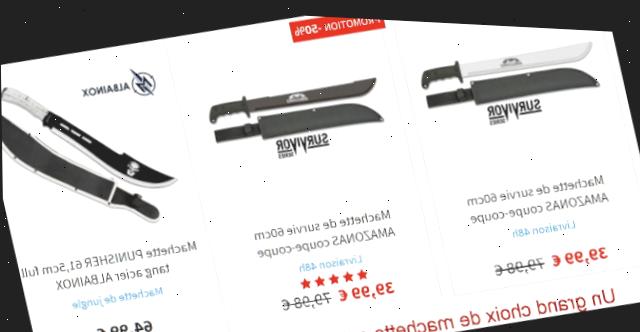 PROMOTION -50%
ALBAINOX
SURVIVOR
SERIES
SURVIVOR
SERIES
Machette de survie 60cm
AMAZONAS coupe-coupe
Livraison 48h
39,99 € 79,98 €
Machette de survie 60cm
AMAZONAS coupe-coupe
Livraison 48h
39,99 € 79,98 €
Machette PUNISHER 61,5cm full
tang acier ALBAINOX
Machette de jungle
Un grand choix de machette